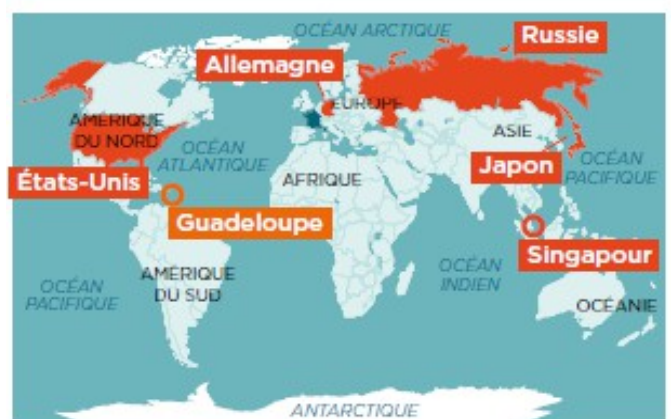 OCÉAN ARCTIQUE
Russie
Allemagne
EUROPE
AMÉRIQUE
DU NORD
ASIE
OCÉAN
ATLANTIQUE
OCÉAN
PACIFIQUE
Japon
États-Unis
AFRIQUE
Guadeloupe
Singapour
OCÉAN
INDIEN
AMÉRIQUE
DU SUD
OCÉAN
PACIFIQUE
OCÉANIE
ANTARCTIQUE